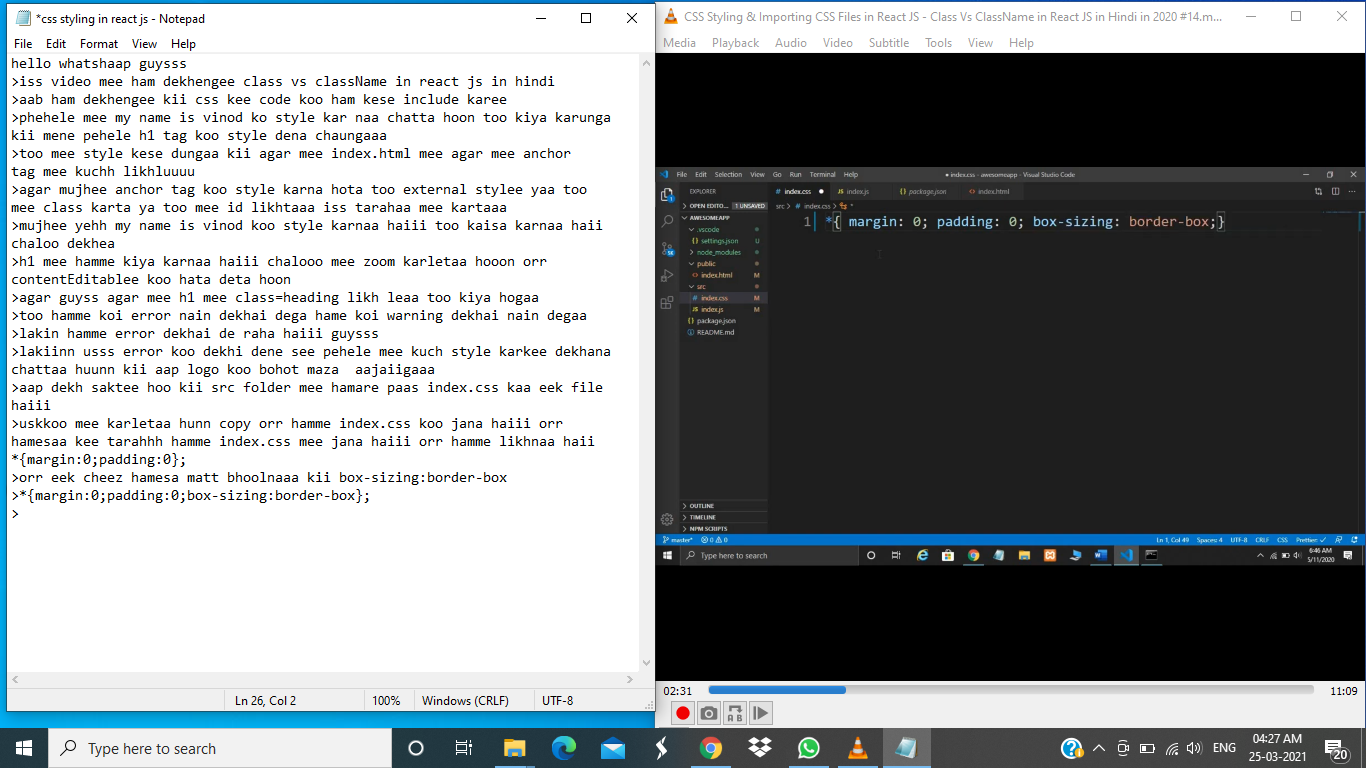 *css styling in react js - Notepad
File Edit Format View Help
hello whatshaap guysss
>iss video mee ham dekhengee class vs className in react js in hindi
>aab ham dekhengee kii css kee code koo ham kese include karee
>phehele mee my name is vinod ko style kar naa chatta hoon too kiya karunga
kii mene pehele h1 tag koo style dena chaungaaa
>too mee style kese dungaa kii agar mee index.html mee agar mee anchor
tag mee kuchh likhluuuu
>agar mujhee anchor tag koo style karna hota too external stylee yaa too
mee class karta ya too mee id likhtaaa iss tarahaa mee kartaaa
>mujhee yehh my name is vinod koo style karnaa haiii too kaisa karnaa haii
chaloo dekhea
>h1 mee hamme kiya karnaa haiii chalooo mee zoom karletaa hooon orr
contenEditablee koo hata deta hoon
>agar guyss agar mee h1 mee class=heading likh leaa too kiya hogaa
>too hamme koi error nain dekhai dega hame koi warning dekhai nain degaa
>lakin hamme error dekhai de raha haiii guysss
>lakiinn usss error koo dekhi dene see pehele mee kuch style karkee dekhana
chattaa huunn kii aap logo koo bohot maza  aajaiigaaa
>aap dekh saktee hoo kii src folder mee hamare paas index.css kaa eek file
haiii
>uskkoo mee karletaa hunn copy orr hamme index.css koo jana haiii orr
hamesaa kee tarahhh hamme index.css mee jana haiii orr hamme likhnaa haii
*{margin:0;padding:0};
>orr eek cheez hamesa matt bhoolnaaa kii box-sizing:border-box
>*{margin:0;padding:0;box-sizing:border-box};
>
Ln 26, Col 2 100% Windows (CRLF) UTF-8
CSS Styling & Importing CSS Files in React JS - Class Vs ClassName in React JS in Hindi in 2020 #14.m...
Media Playback Audio Video Subtitle Tools View Help
File Edit Selection View Go Run Terminal Help
● index.css - awesomeapp - Visual Studio Code
EXPLORER
# index.css ● JS index.js {} package.json <> index.html
OPEN EDITO... 1 UNSAVED
src > # index.css > *
AWESOMEAPP
1 *{ margin: 0; padding: 0; box-sizing: border-box;}
.vscode
{} settings.json U
node_modules
public
<> index.html M
src
# index.css M
JS index.js M
{} package.json
README.md
OUTLINE
TIMELINE
NPM SCRIPTS
master* 0 0 Ln 1, Col 49 Spaces: 4 UTF-8 CRLF CSS Prettier: ✓
Type here to search
6:46 AM
5/11/2020
02:31 11:09
A B
Type here to search
ENG
04:27 AM
25-03-2021
20